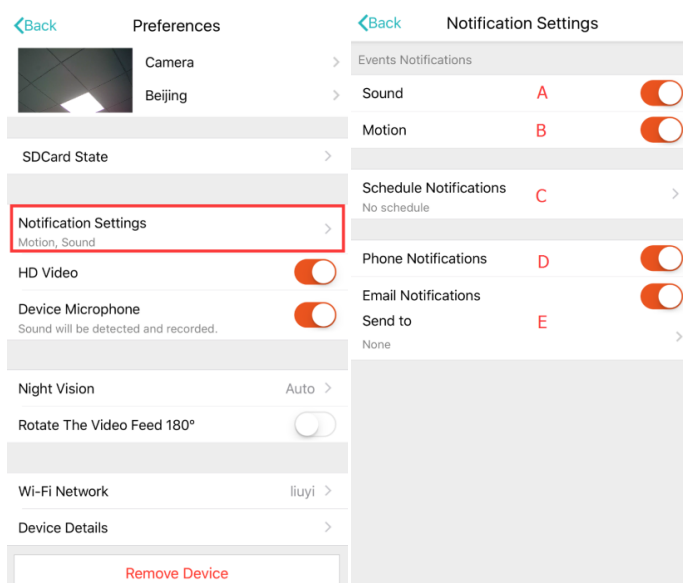 Back
Preferences
Camera
Beijing
SDCard State
Notification Settings
Motion, Sound
HD Video
Device Microphone
Sound will be detected and recorded.
Night Vision
Auto
Rotate The Video Feed 180°
Wi-Fi Network
liuyi
Device Details
Remove Device
Back
Notification Settings
Events Notifications
Sound A
Motion B
Schedule Notifications C
No schedule
Phone Notifications D
Email Notifications
Send to E
None